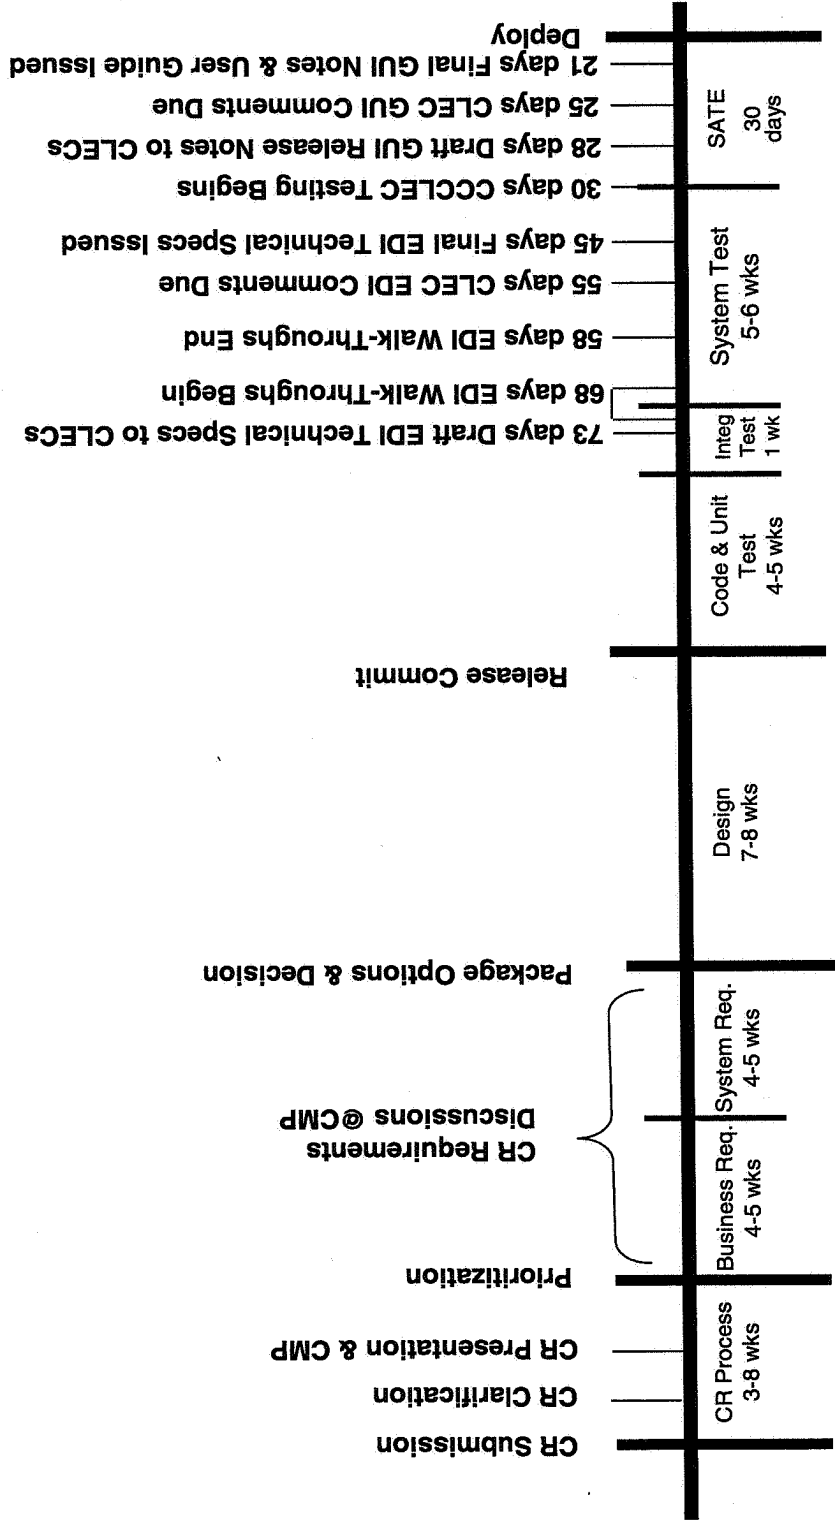 CR Submission
CR Clarification
CR Presentation & CMP
Prioritization
CR Requirements
Discussions @CMP
Package Options & Decision
Release Commit
73 days Draft EDI Technical Specs to CLECs
68 days EDI Walk-Throughs Begin
58 days EDI Walk-Throughs End
55 days CLEC EDI Comments Due
45 days Final EDI Technical Specs Issued
30 days CCCLEC Testing Begins
28 days Draft GUI Release Notes to CLECs
25 days CLEC GUI Comments Due
21 days Final GUI Notes & User Guide Issued
Deploy
CR Process
3-8 wks
Business Req.
4-5 wks
System Req.
4-5 wks
Design
7-8 wks
Code & Unit
Test
4-5 wks
Integ
Test
1 wk
System Test
5-6 wks
SATE
30
days